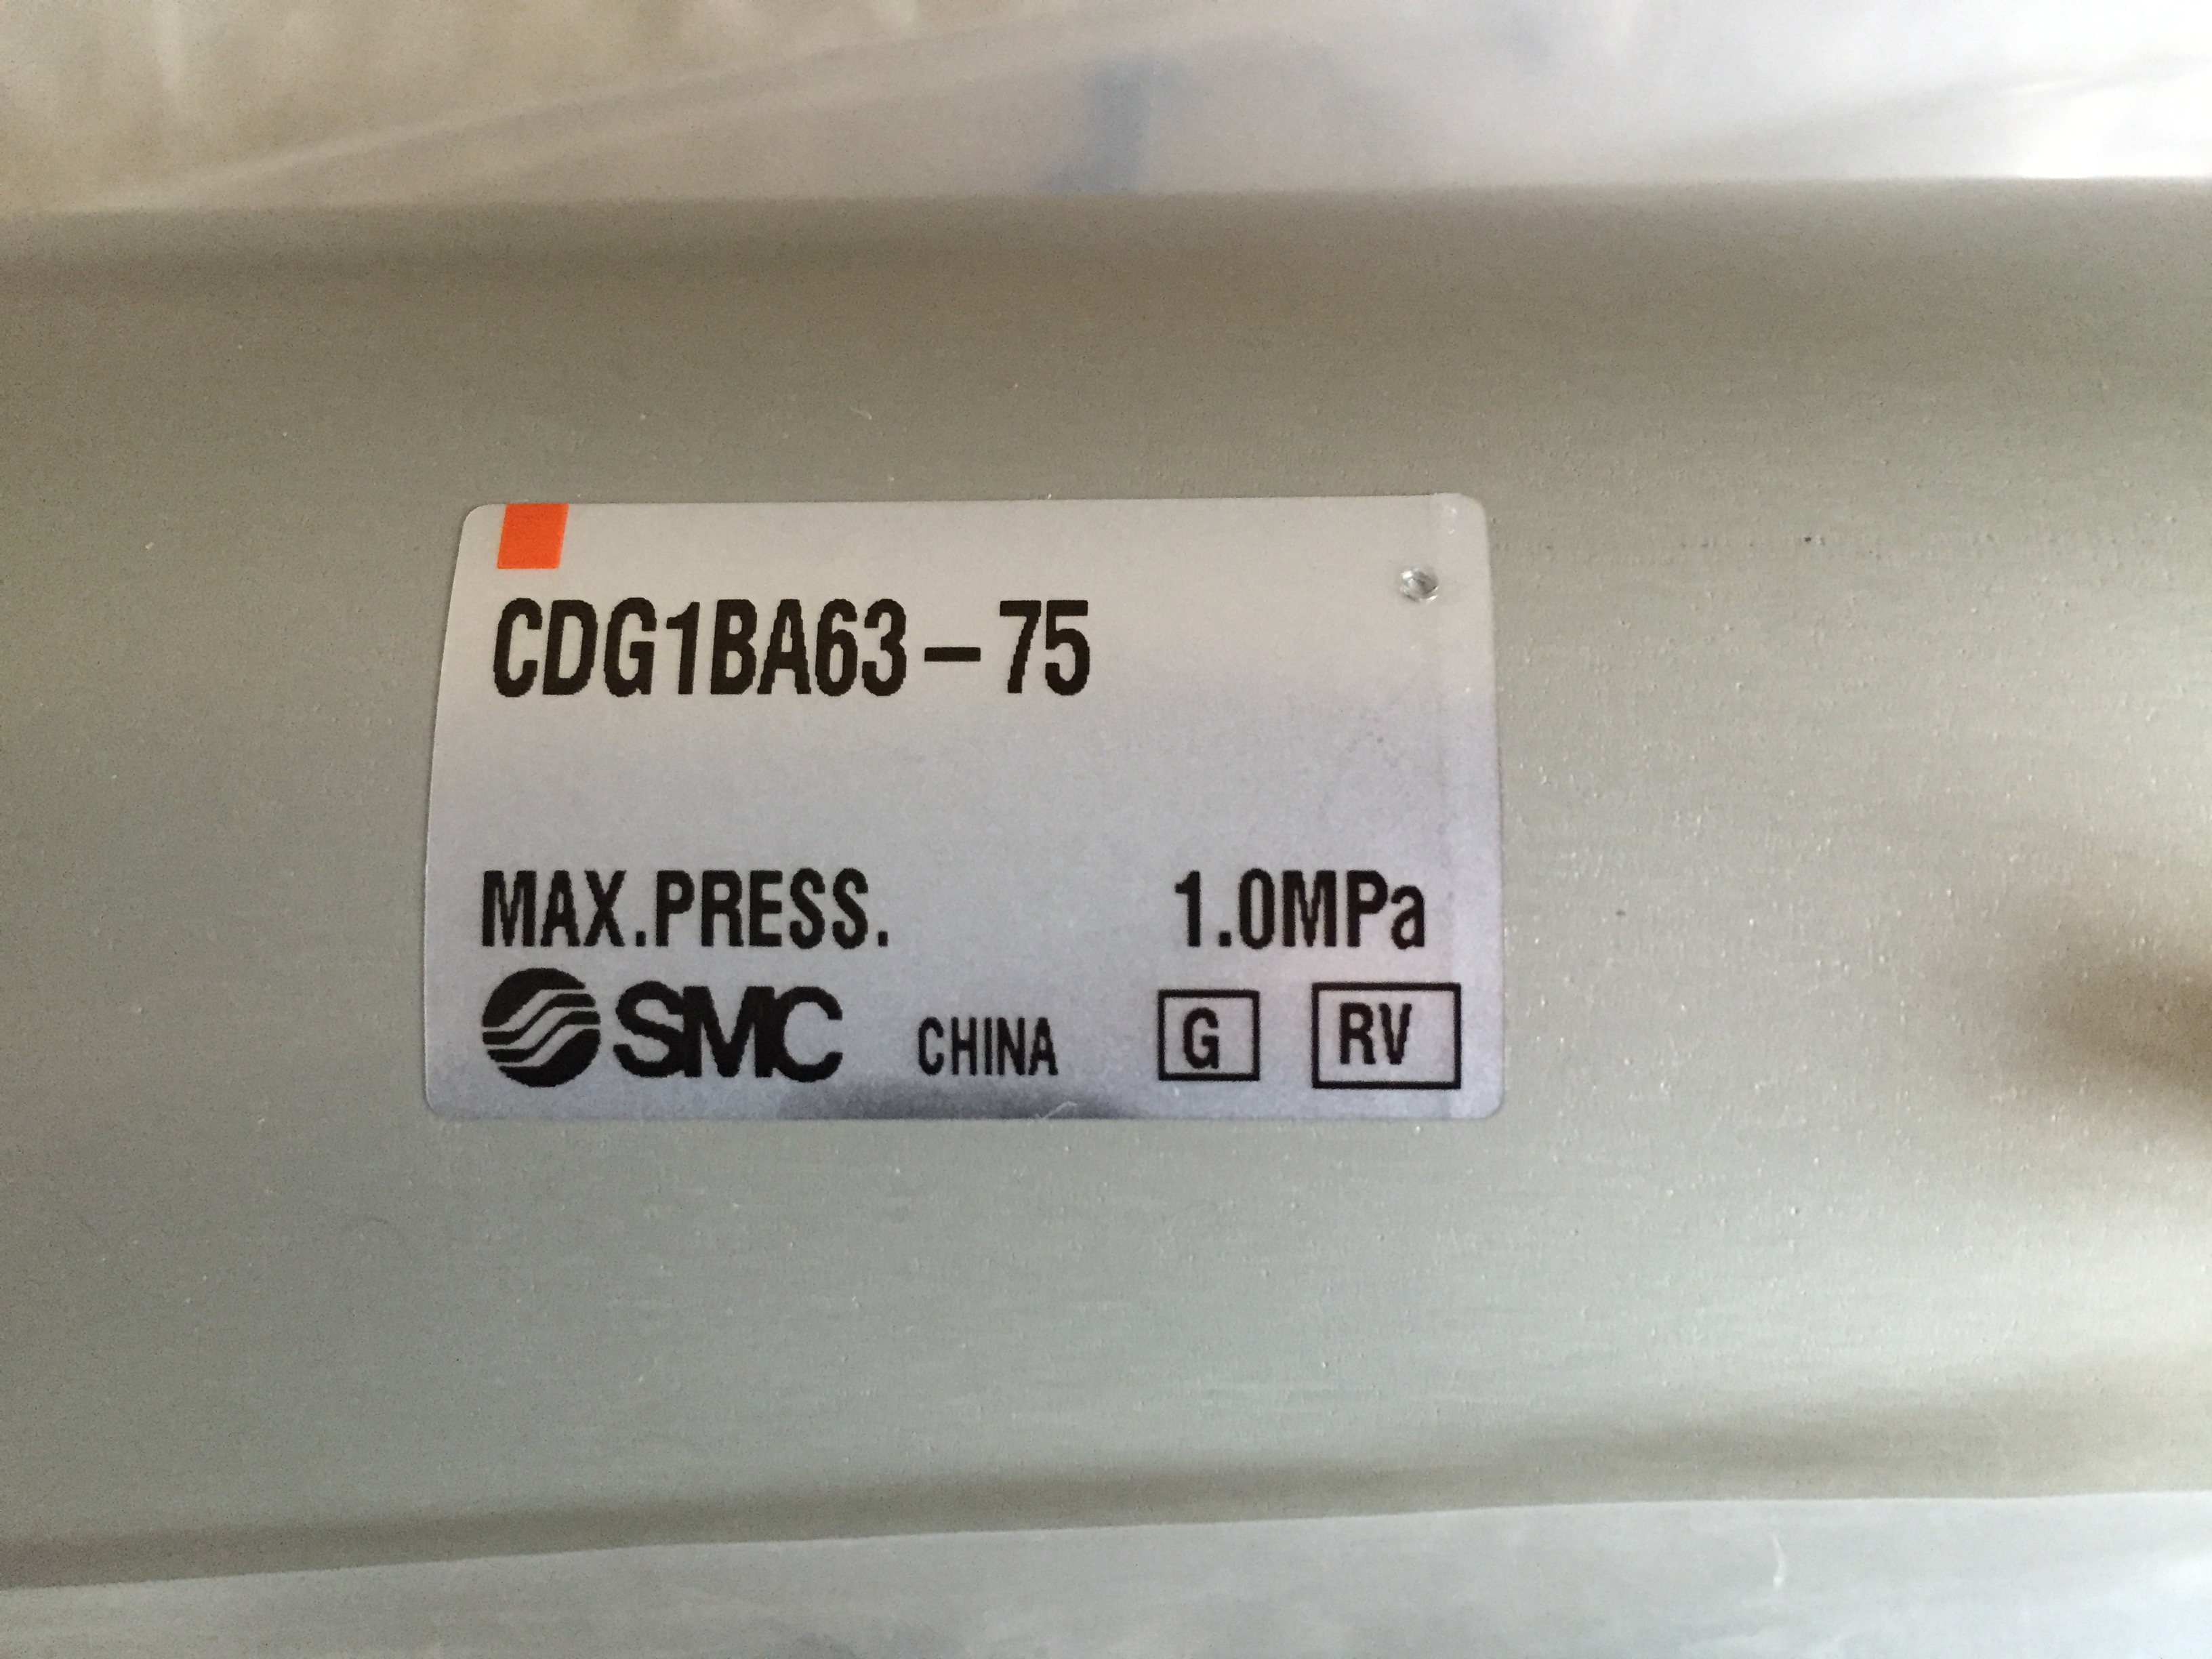 CDG1BA63-75
MAX.PRESS. 1.0MPa
SMC CHINA G RV